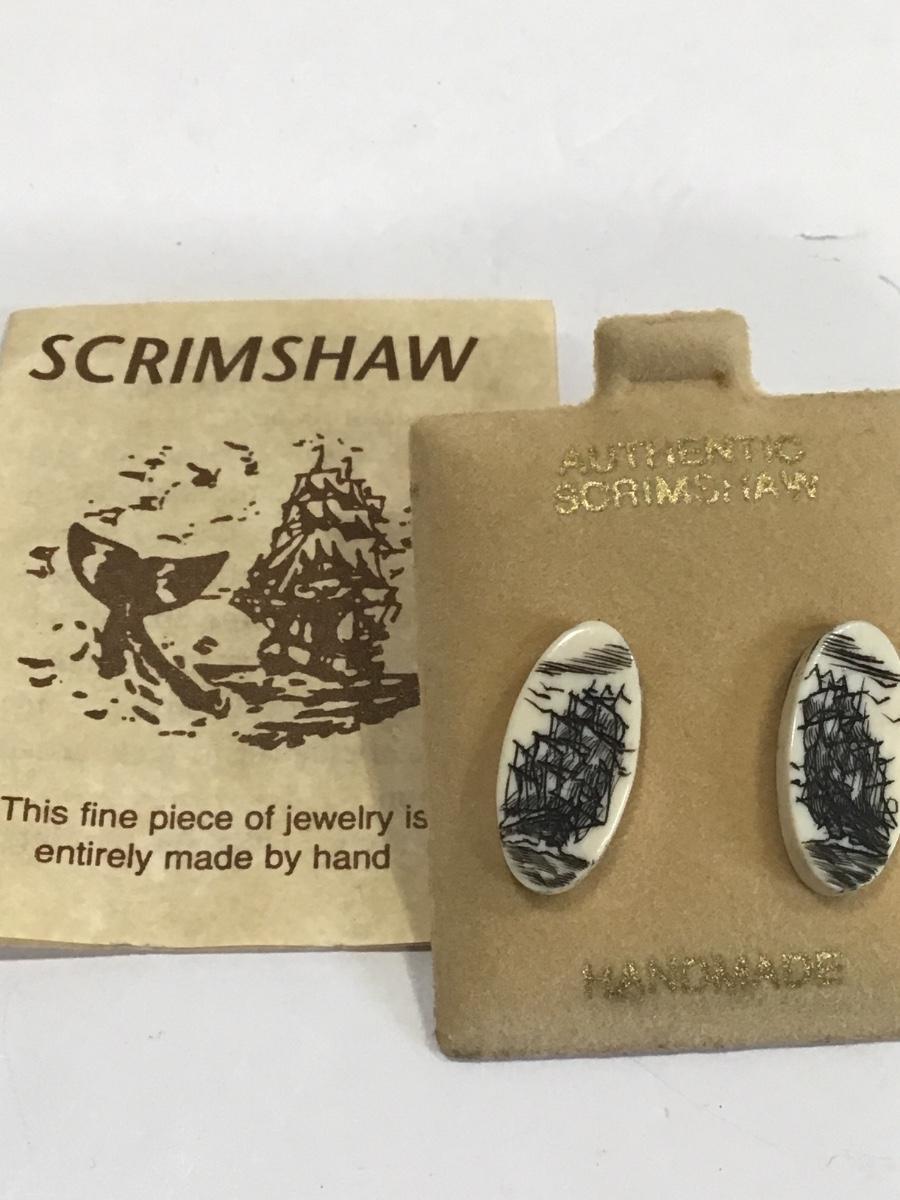 SCRIMSHAW
This fine piece of jewelry is
entirely made by hand
AUTHENTIC
SCRIMSHAW
HANDMADE